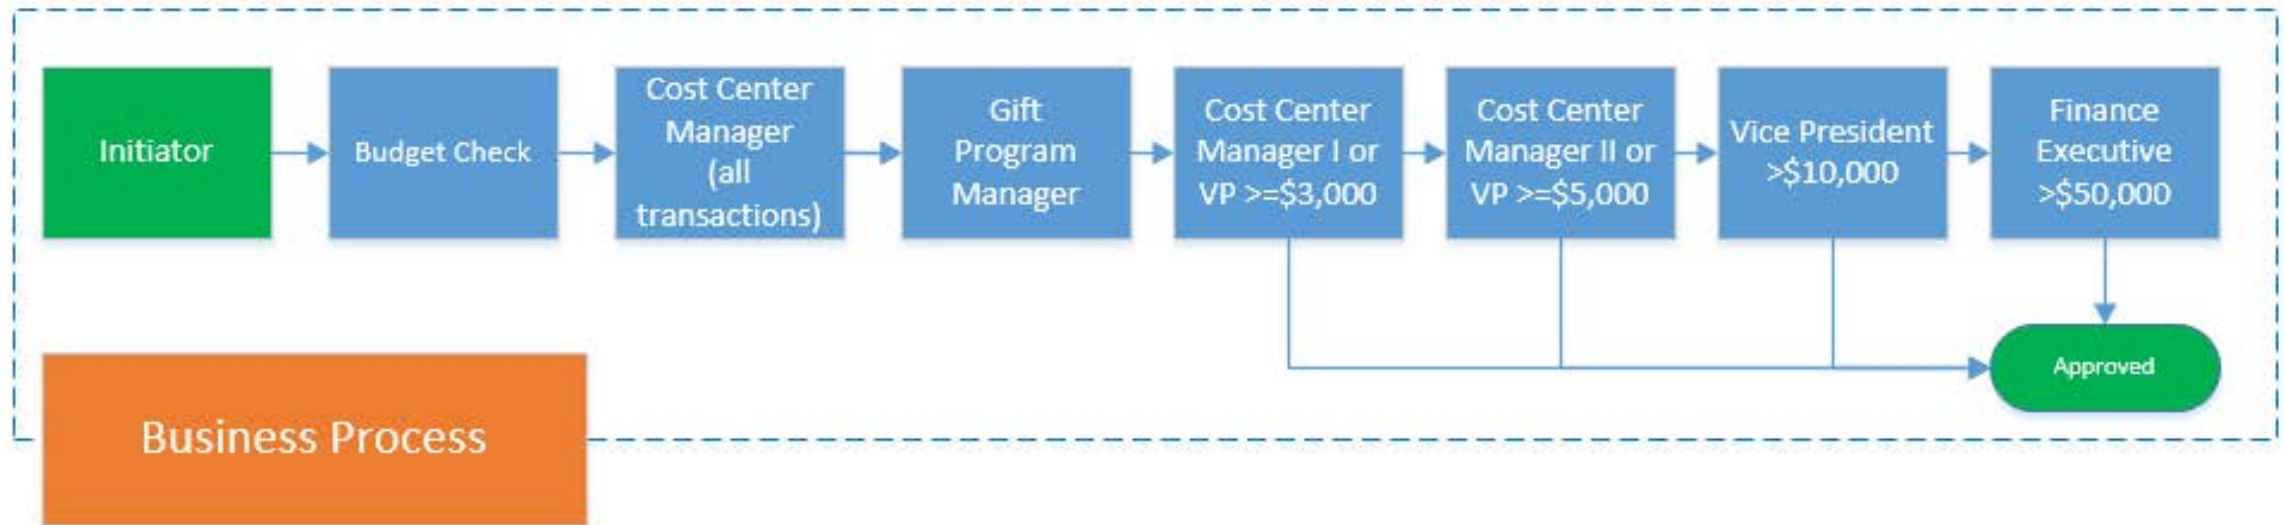 Initiator
Budget Check
Cost Center
Manager
(all
transactions)
Gift
Program
Manager
Cost Center
Manager I or
VP >=$3,000
Cost Center
Manager II or
VP >=$5,000
Vice President
>$10,000
Finance
Executive
>$50,000
Approved
Business Process